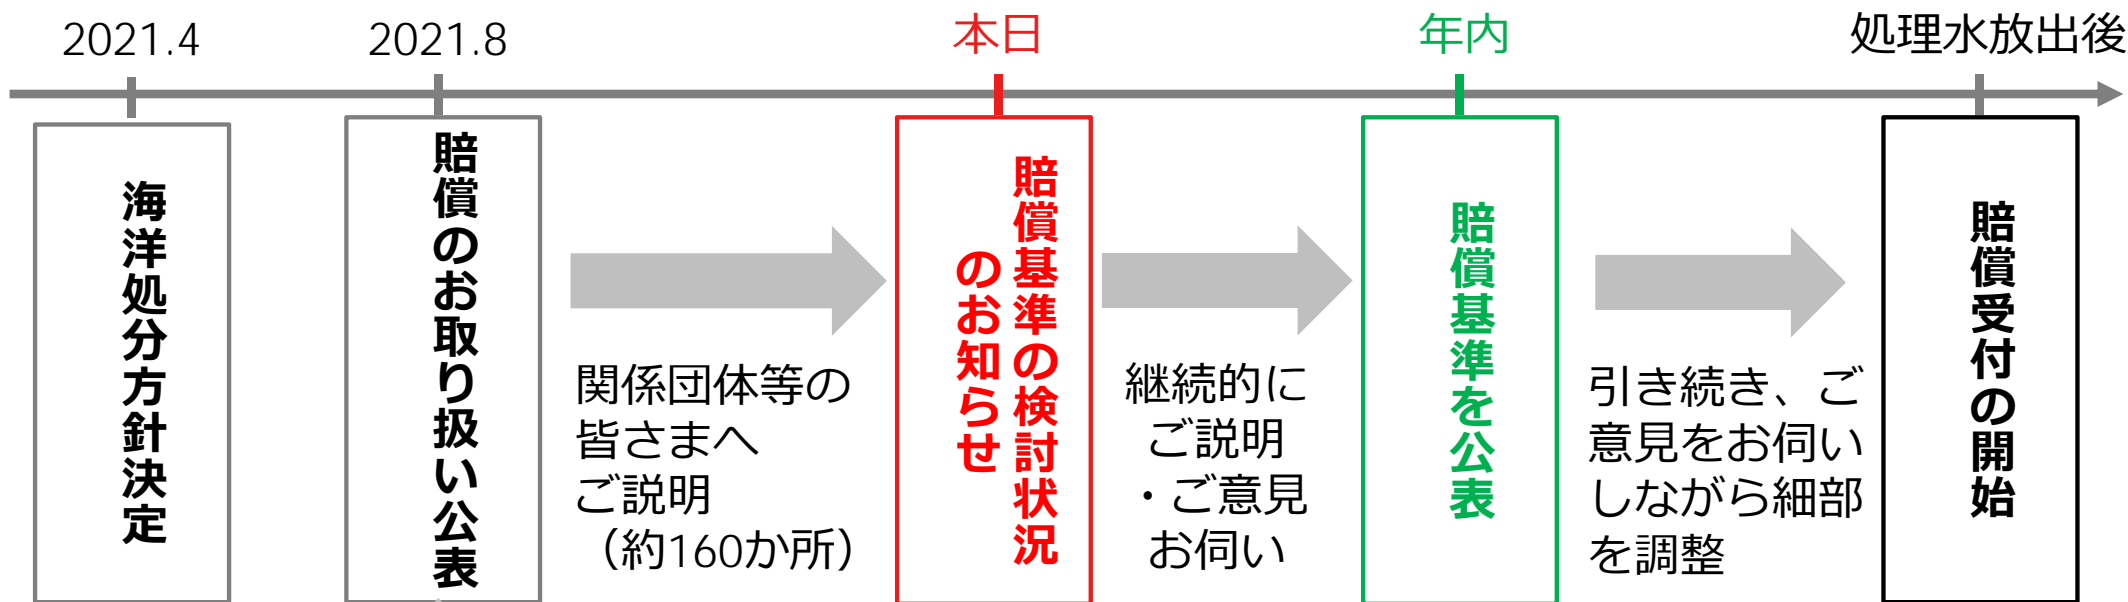 2021.4
2021.8
本日
年内
処理水放出後
海洋処分方針決定
賠償のお取り扱い公表
関係団体等の
皆さまへ
ご説明
（約160か所）
賠償基準の検討状況
のお知らせ
継続的に
ご説明
・ご意見
お伺い
賠償基準を公表
引き続き、ご
意見をお伺い
しながら細部
を調整
賠償受付の開始